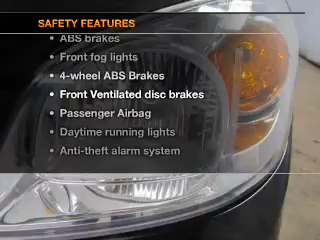 SAFETY FEATURES
• ABS brakes
• Front fog lights
• 4-wheel ABS Brakes
• Front Ventilated disc brakes
• Passenger Airbag
• Daytime running lights
• Anti-theft alarm system